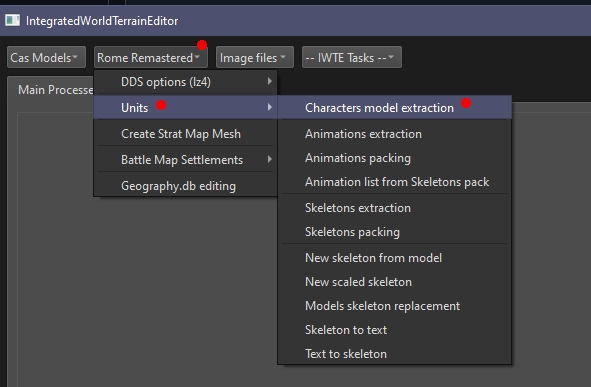 IntegratedWorldTerrainEditor
Cas Models Rome Remastered Image files -- IWTE Tasks --
Main Processe
DDS options (lz4)
Units
Create Strat Map Mesh
Battle Map Settlements
Geography.db editing
Characters model extraction
Animations extraction
Animations packing
Animation list from Skeletons pack
Skeletons extraction
Skeletons packing
New skeleton from model
New scaled skeleton
Models skeleton replacement
Skeleton to text
Text to skeleton